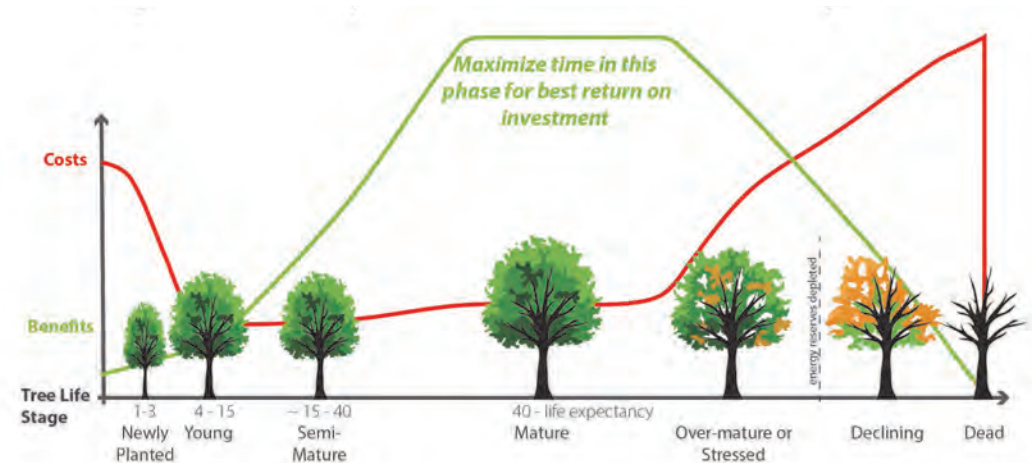 Maximize time in this
phase for best return on
investment
Costs
Benefits
energy reserves depleted
Tree Life
Stage
1-3
Newly
Planted
4 - 15
Young
~ 15 - 40
Semi-
Mature
40 - life expectancy
Mature
Over-mature or
Stressed
Declining
Dead